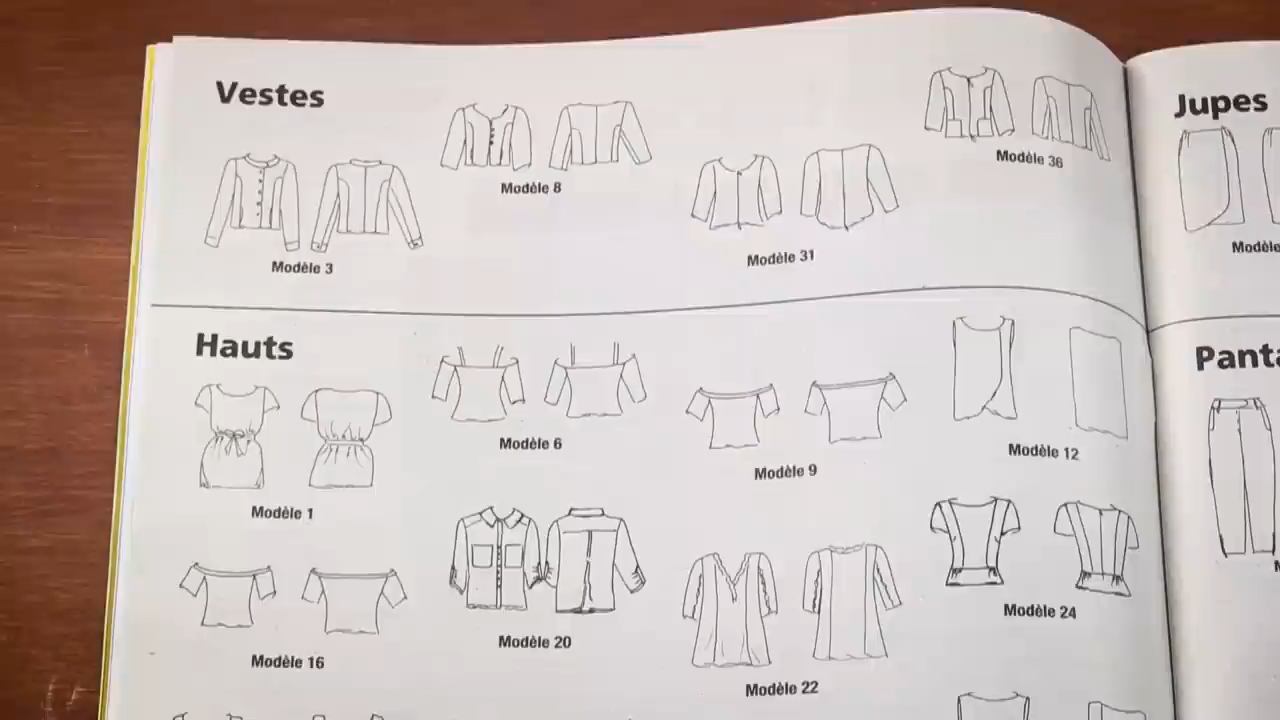 Vestes
Modèle 3
Modèle 8
Modèle 31
Modèle 36
Hauts
Modèle 1
Modèle 6
Modèle 9
Modèle 12
Modèle 16
Modèle 20
Modèle 22
Modèle 24
Jupes
Modèle
Panta